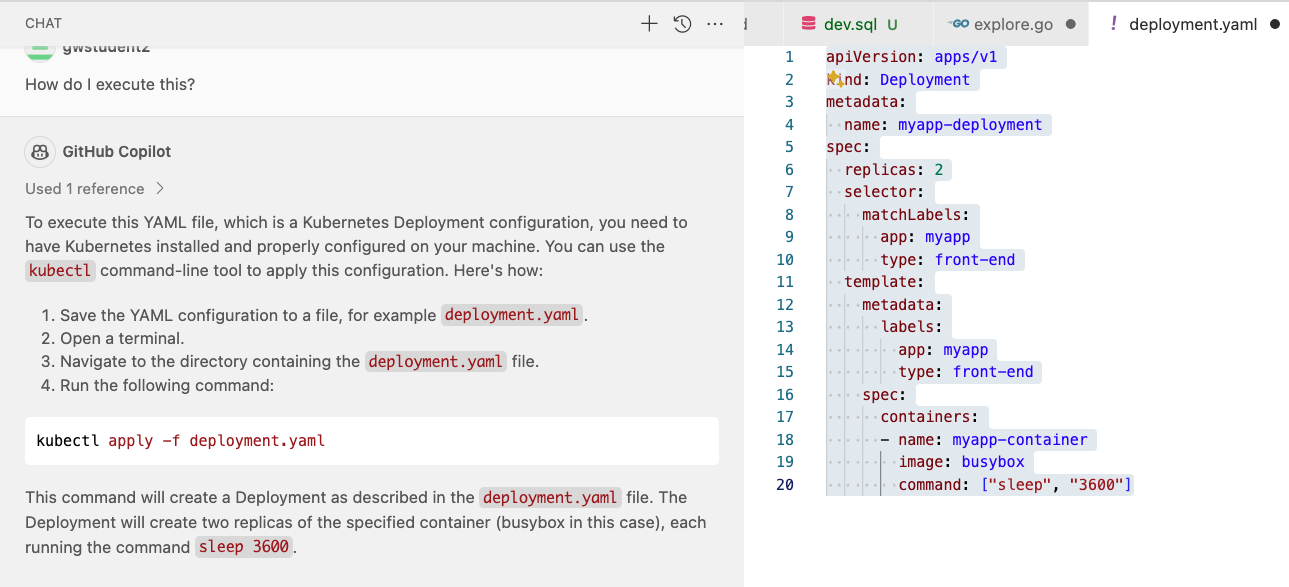 CHAT
gwstudent2
How do I execute this?
GitHub Copilot
Used 1 reference
To execute this YAML file, which is a Kubernetes Deployment configuration, you need to
have Kubernetes installed and properly configured on your machine. You can use the
kubectl command-line tool to apply this configuration. Here's how:
1. Save the YAML configuration to a file, for example deployment.yaml.
2. Open a terminal.
3. Navigate to the directory containing the deployment.yaml file.
4. Run the following command:
kubectl apply -f deployment.yaml
This command will create a Deployment as described in the deployment.yaml file. The
Deployment will create two replicas of the specified container (busybox in this case), each
running the command sleep 3600.
d dev.sql U GO explore.go ! deployment.yaml
1 apiVersion: apps/v1
2 kind: Deployment
3 metadata:
4 name: myapp-deployment
5 spec:
6 replicas: 2
7 selector:
8 matchLabels:
9 app: myapp
10 type: front-end
11 template:
12 metadata:
13 labels:
14 app: myapp
15 type: front-end
16 spec:
17 containers:
18 - name: myapp-container
19 image: busybox
20 command: ["sleep", "3600"]